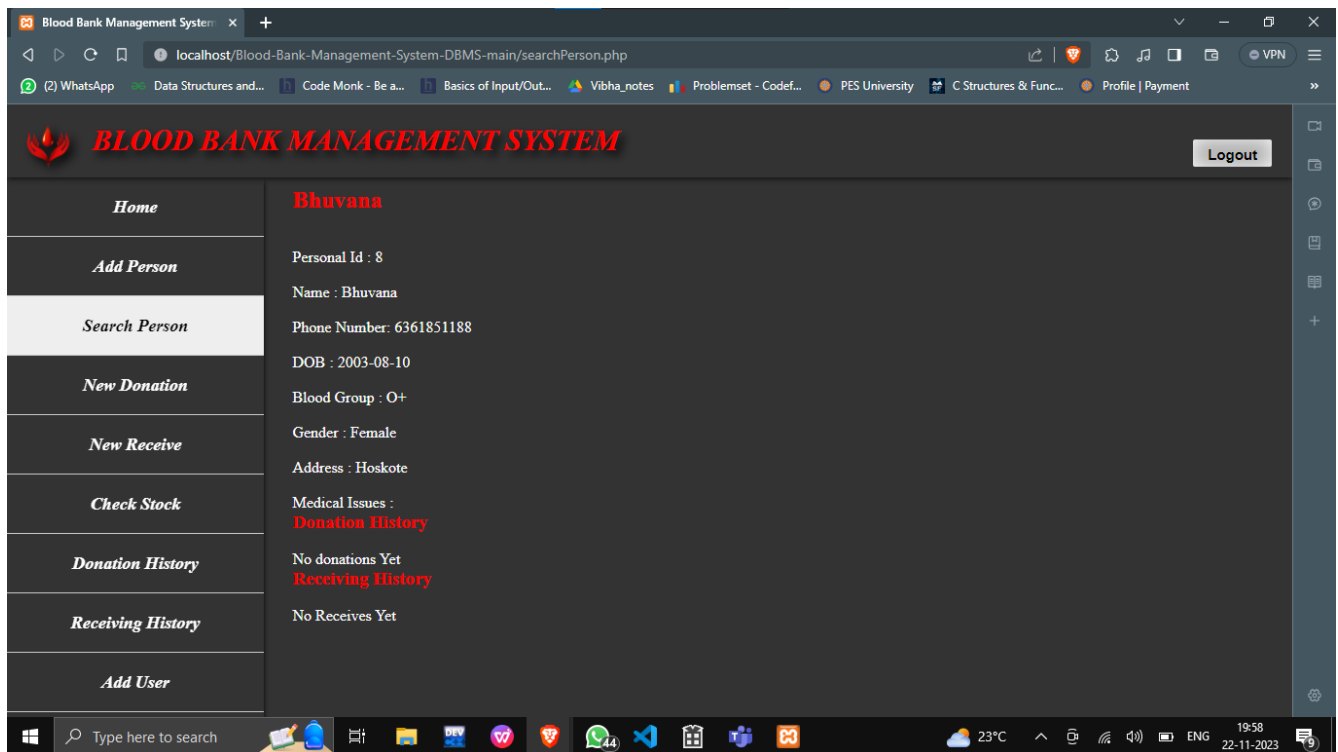 Blood Bank Management System
localhost/Blood-Bank-Management-System-DBMS-main/searchPerson.php
VPN
(2) WhatsApp Data Structures and... Code Monk - Be a... Basics of Input/Out... Vibha_notes Problemset - Codef... PES University C Structures & Func... Profile | Payment »
BLOOD BANK MANAGEMENT SYSTEM
Logout
Home
Add Person
Search Person
New Donation
New Receive
Check Stock
Donation History
Receiving History
Add User
Bhuvana
Personal Id : 8
Name : Bhuvana
Phone Number: 6361851188
DOB : 2003-08-10
Blood Group : O+
Gender : Female
Address : Hoskote
Medical Issues :
Donation History
No donations Yet
Receiving History
No Receives Yet
Type here to search
DEV
44
23°C
ENG
19:58
22-11-2023
9